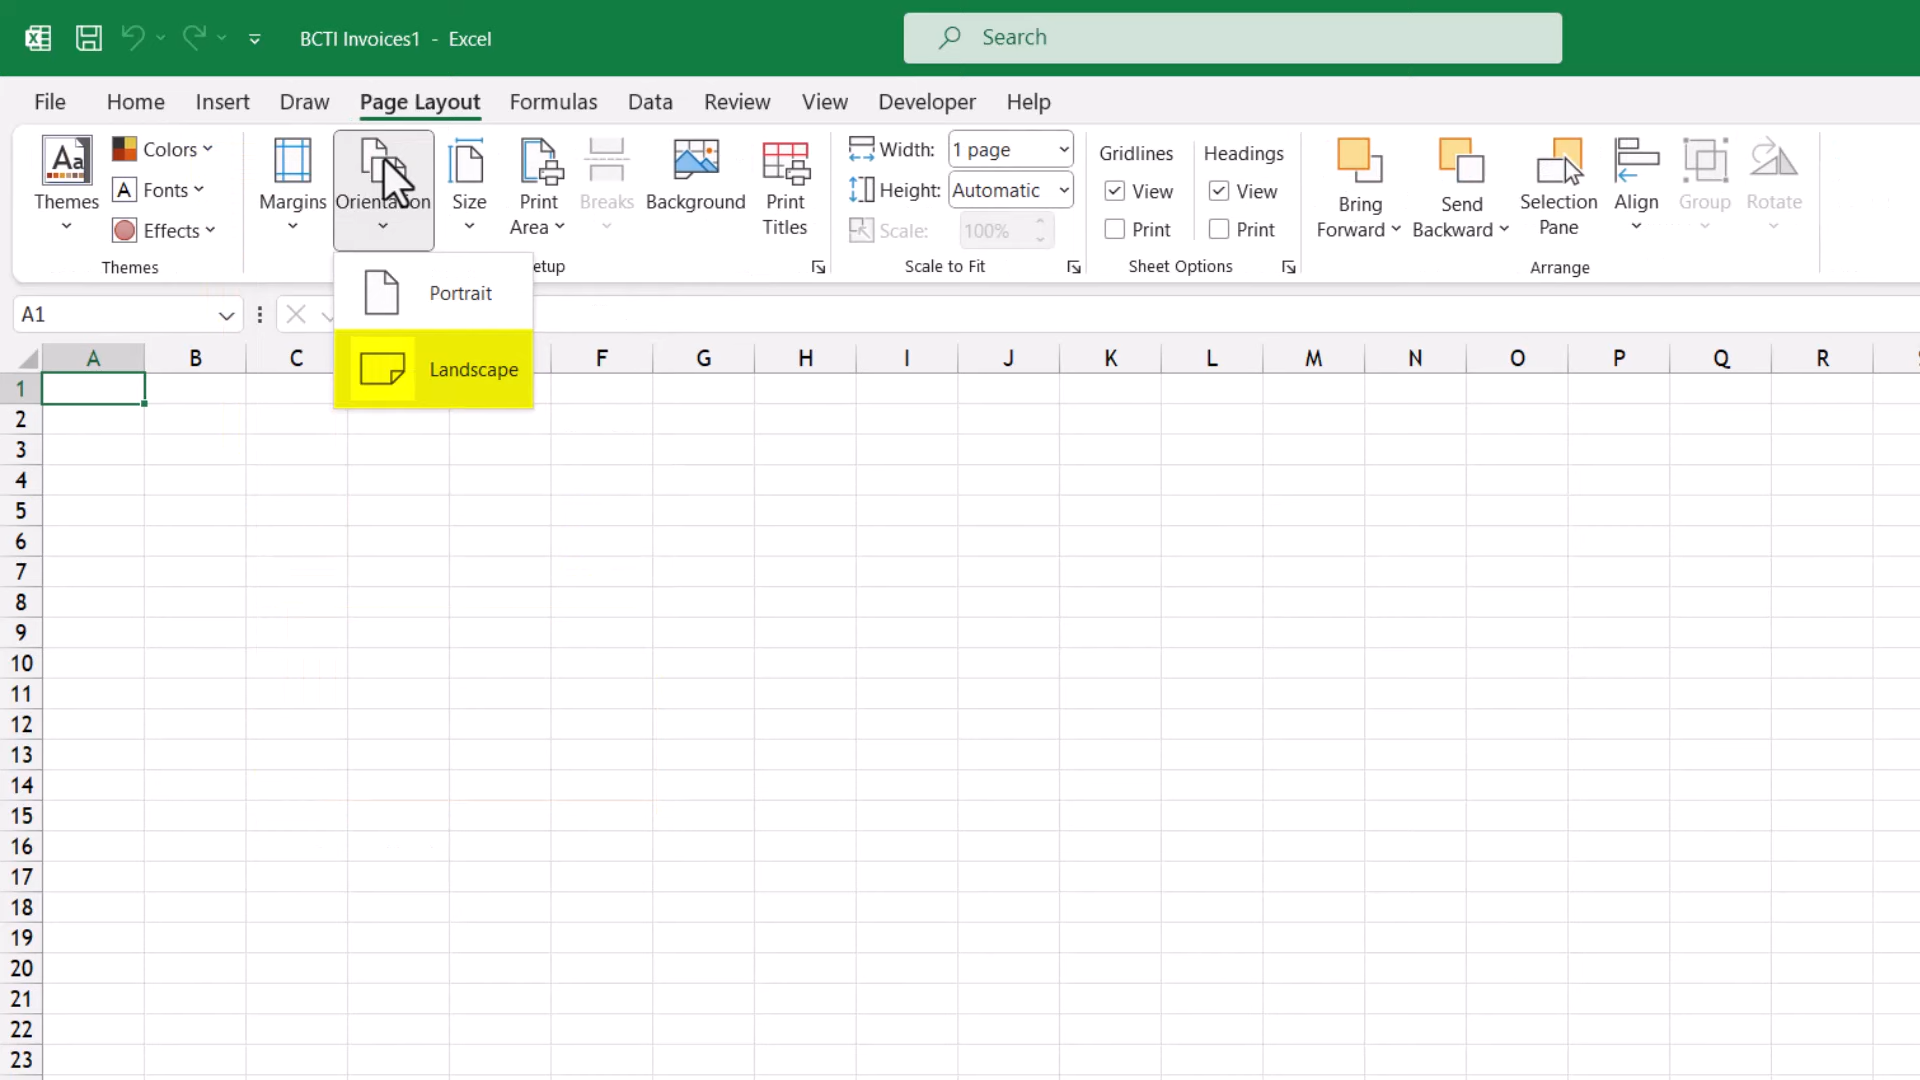 BCTI Invoices1 - Excel
Search
File Home Insert Draw Page Layout Formulas Data Review View Developer Help
Themes
Colors
Fonts
Effects
Themes
Margins
Orientation
Size
Print
Area
Breaks
Background
Print
Titles
etup
Width: 1 page
Height: Automatic
Scale: 100%
Scale to Fit
Gridlines
View
Print
Headings
View
Print
Sheet Options
Bring
Forward
Send
Backward
Selection
Pane
Align
Group
Rotate
Arrange
Portrait
Landscape
A1
A B C F G H I J K L M N O P Q R
1
2
3
4
5
6
7
8
9
10
11
12
13
14
15
16
17
18
19
20
21
22
23